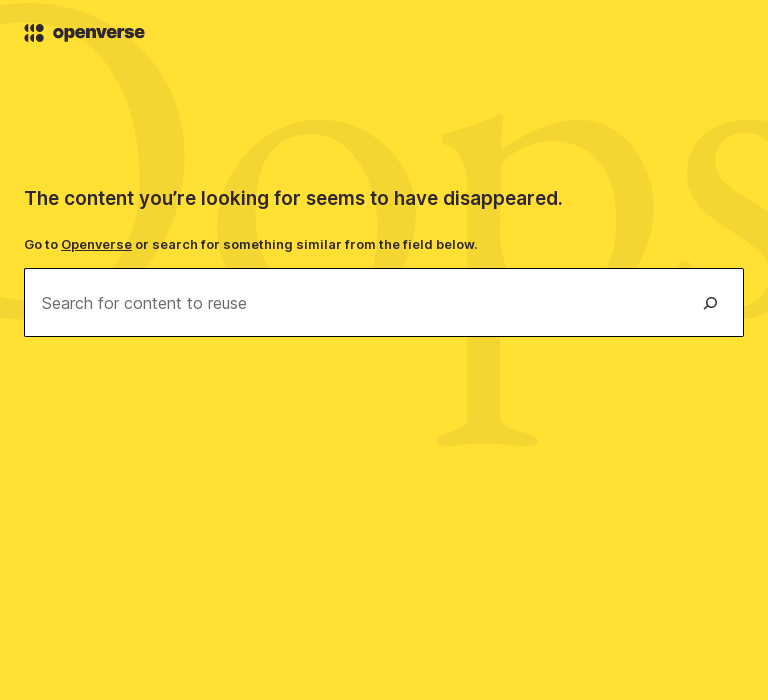 openverse
Oops
The content you’re looking for seems to have disappeared.
Go to Openverse or search for something similar from the field below.
Search for content to reuse